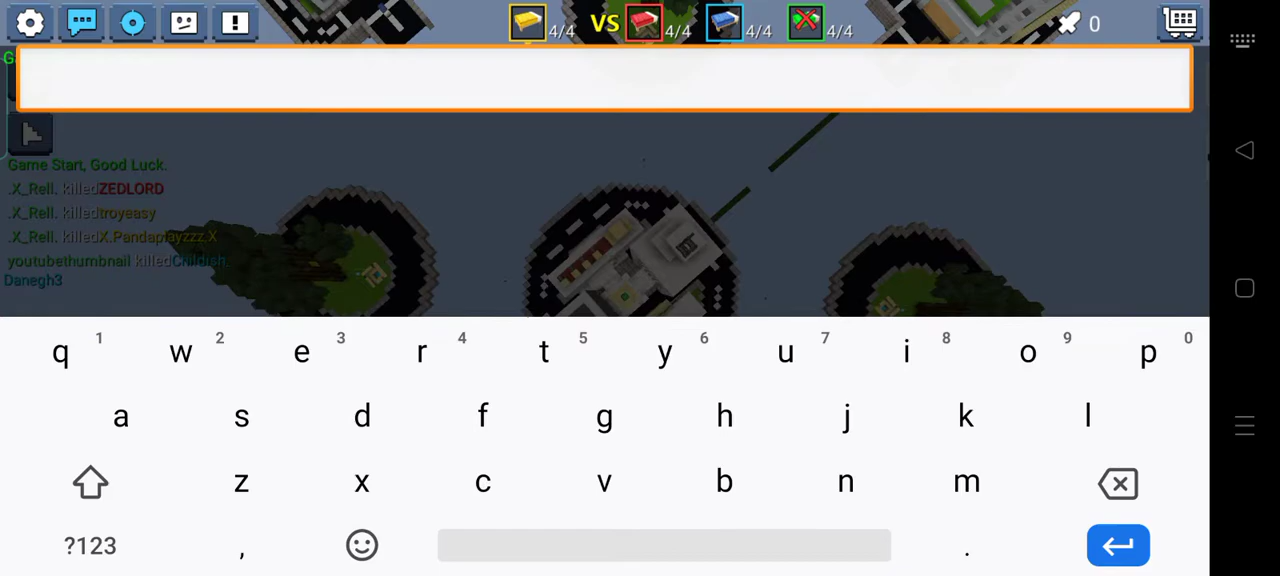 4/4 VS 4/4 4/4 4/4 0
Game Start, Good Luck.
.X_Rell. killedZEDLORD
.X_Rell. killedtroyeasy
.X_Rell. killedX.Pandaplayzzz.X
youtubethumbnail killedChildish.
Danegh3
q 1 w 2 e 3 r 4 t 5 y 6 u 7 i 8 o 9 p 0
a s d f g h j k l
z x c v b n m
?123 , .